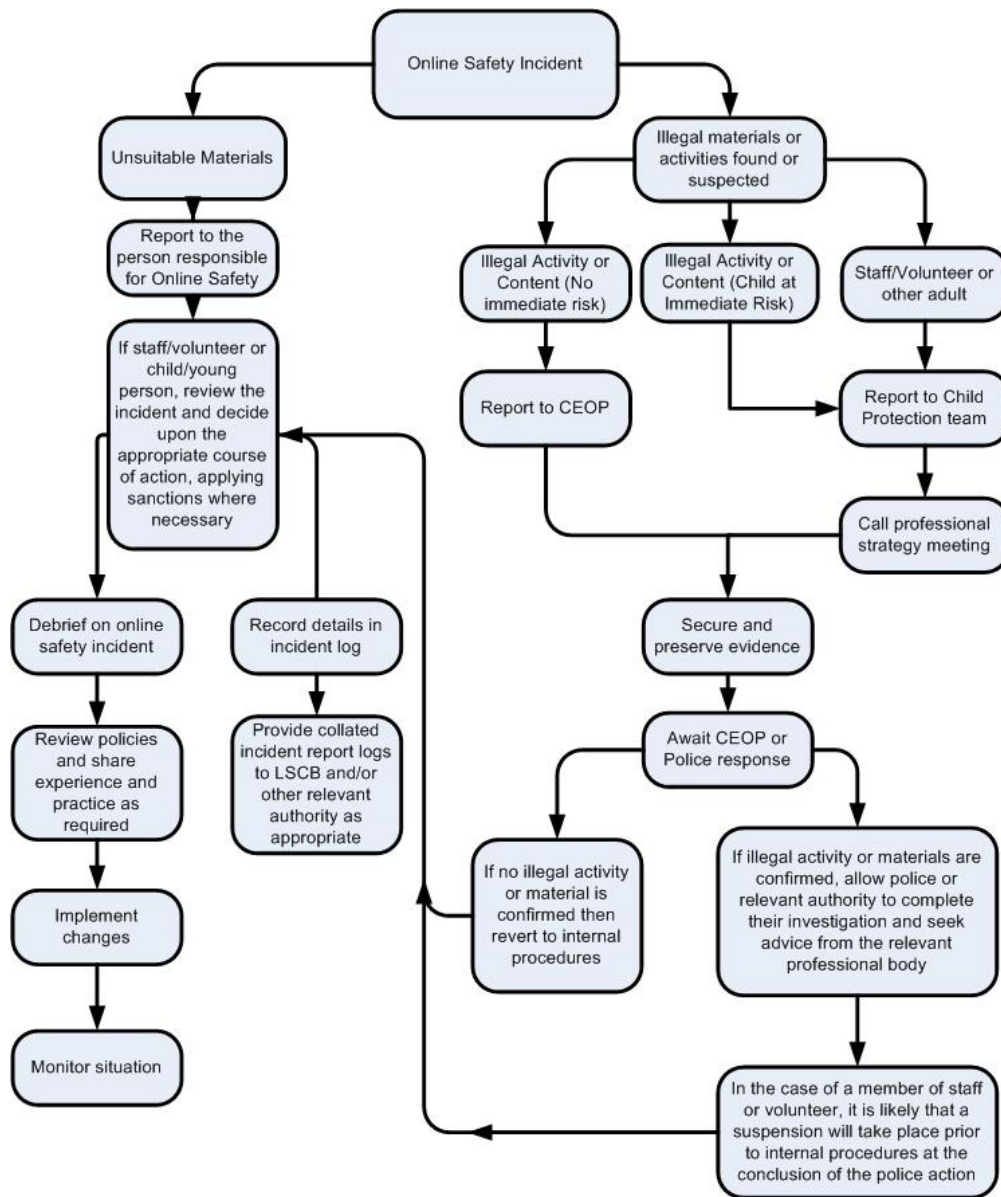 Online Safety Incident
Unsuitable Materials
Illegal materials or
activities found or
suspected
Report to the
person responsible
for Online Safety
Illegal Activity or
Content (No
immediate risk)
Illegal Activity or
Content (Child at
Immediate Risk)
Staff/Volunteer or
other adult
If staff/volunteer or
child/young
person, review the
incident and decide
upon the
appropriate course
of action, applying
sanctions where
necessary
Report to CEOP
Report to Child
Protection team
Call professional
strategy meeting
Debrief on online
safety incident
Record details in
incident log
Secure and
preserve evidence
Review policies
and share
experience and
practice as
required
Provide collated
incident report logs
to LSCB and/or
other relevant
authority as
appropriate
Await CEOP or
Police response
If no illegal activity
or material is
confirmed then
revert to internal
procedures
If illegal activity or materials are
confirmed, allow police or
relevant authority to complete
their investigation and seek
advice from the relevant
professional body
Implement
changes
Monitor situation
In the case of a member of staff
or volunteer, it is likely that a
suspension will take place prior
to internal procedures at the
conclusion of the police action